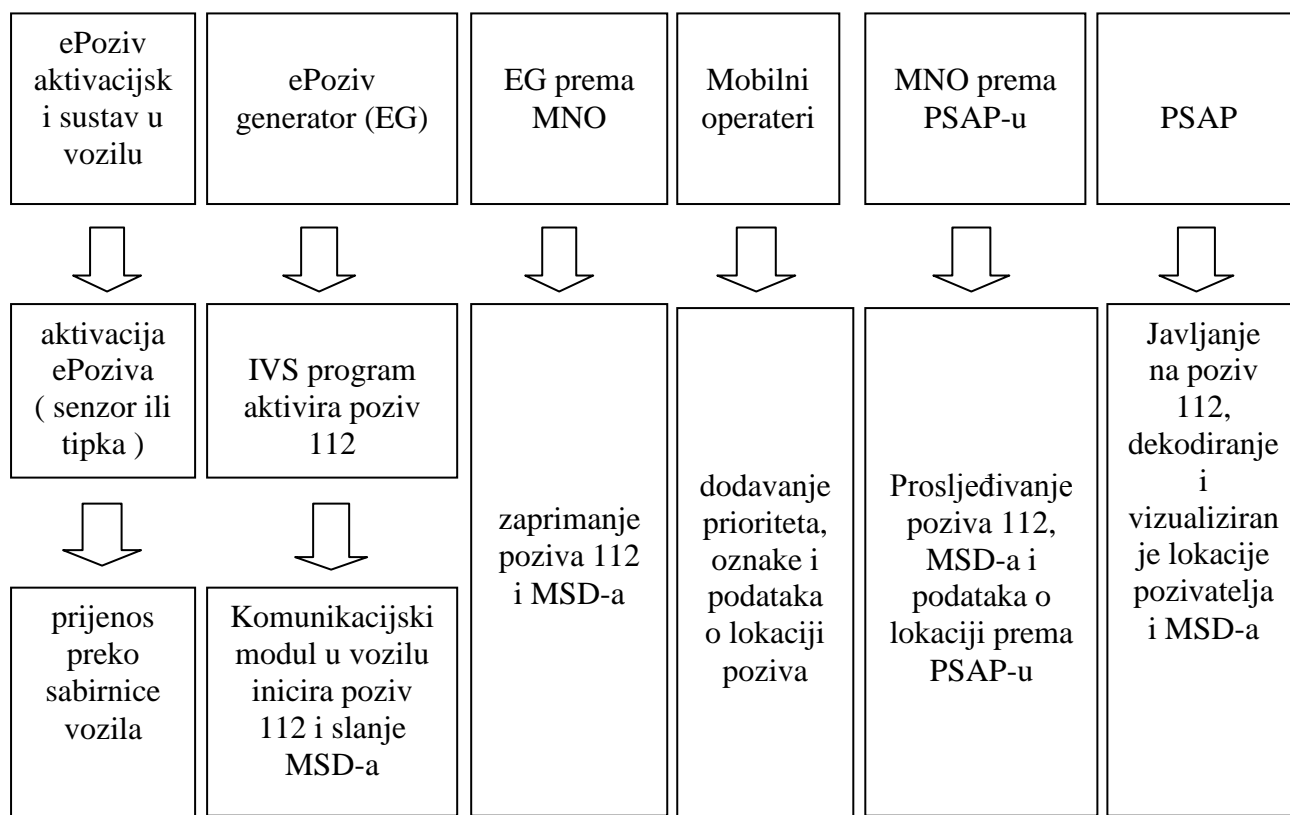 ePoziv
aktivacijsk
i sustav u
vozilu
ePoziv
generator (EG)
EG prema
MNO
Mobilni
operateri
MNO prema
PSAP-u
PSAP
aktivacija
ePoziva
( senzor ili
tipka )
IVS program
aktivira poziv
112
zaprimanje
poziva 112
i MSD-a
dodavanje
prioriteta,
oznake i
podataka
o lokaciji
poziva
Prosljeđivanje
poziva 112,
MSD-a i
podataka o
lokaciji prema
PSAP-u
Javljanje
na poziv
112,
dekodiranje
i
vizualiziran
je lokacije
pozivatelja
i MSD-a
prijenos
preko
sabirnice
vozila
Komunikacijski
modul u vozilu
inicira poziv
112 i slanje
MSD-a